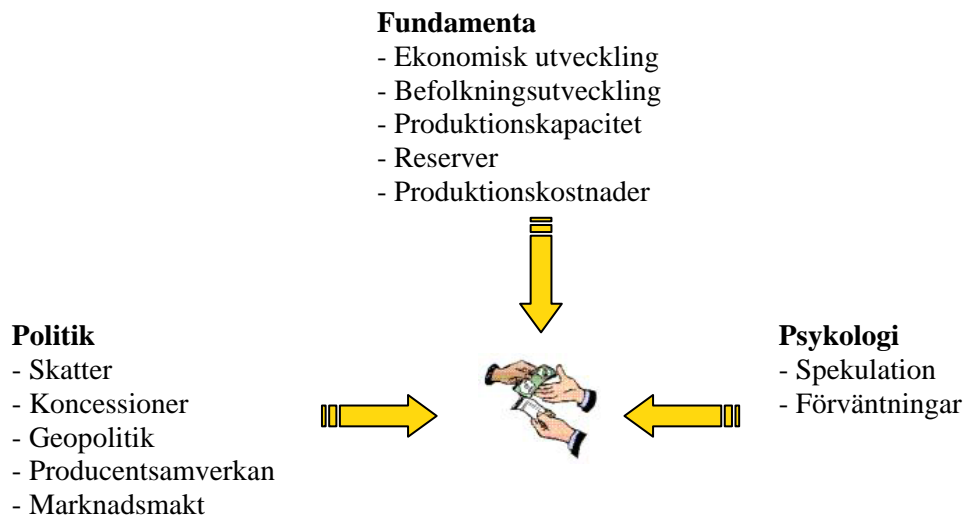 Fundamenta
- Ekonomisk utveckling
- Befolkningsutveckling
- Produktionskapacitet
- Reserver
- Produktionskostnader
Politik
- Skatter
- Koncessioner
- Geopolitik
- Producentsamverkan
- Marknadsmakt
Psykologi
- Spekulation
- Förväntningar